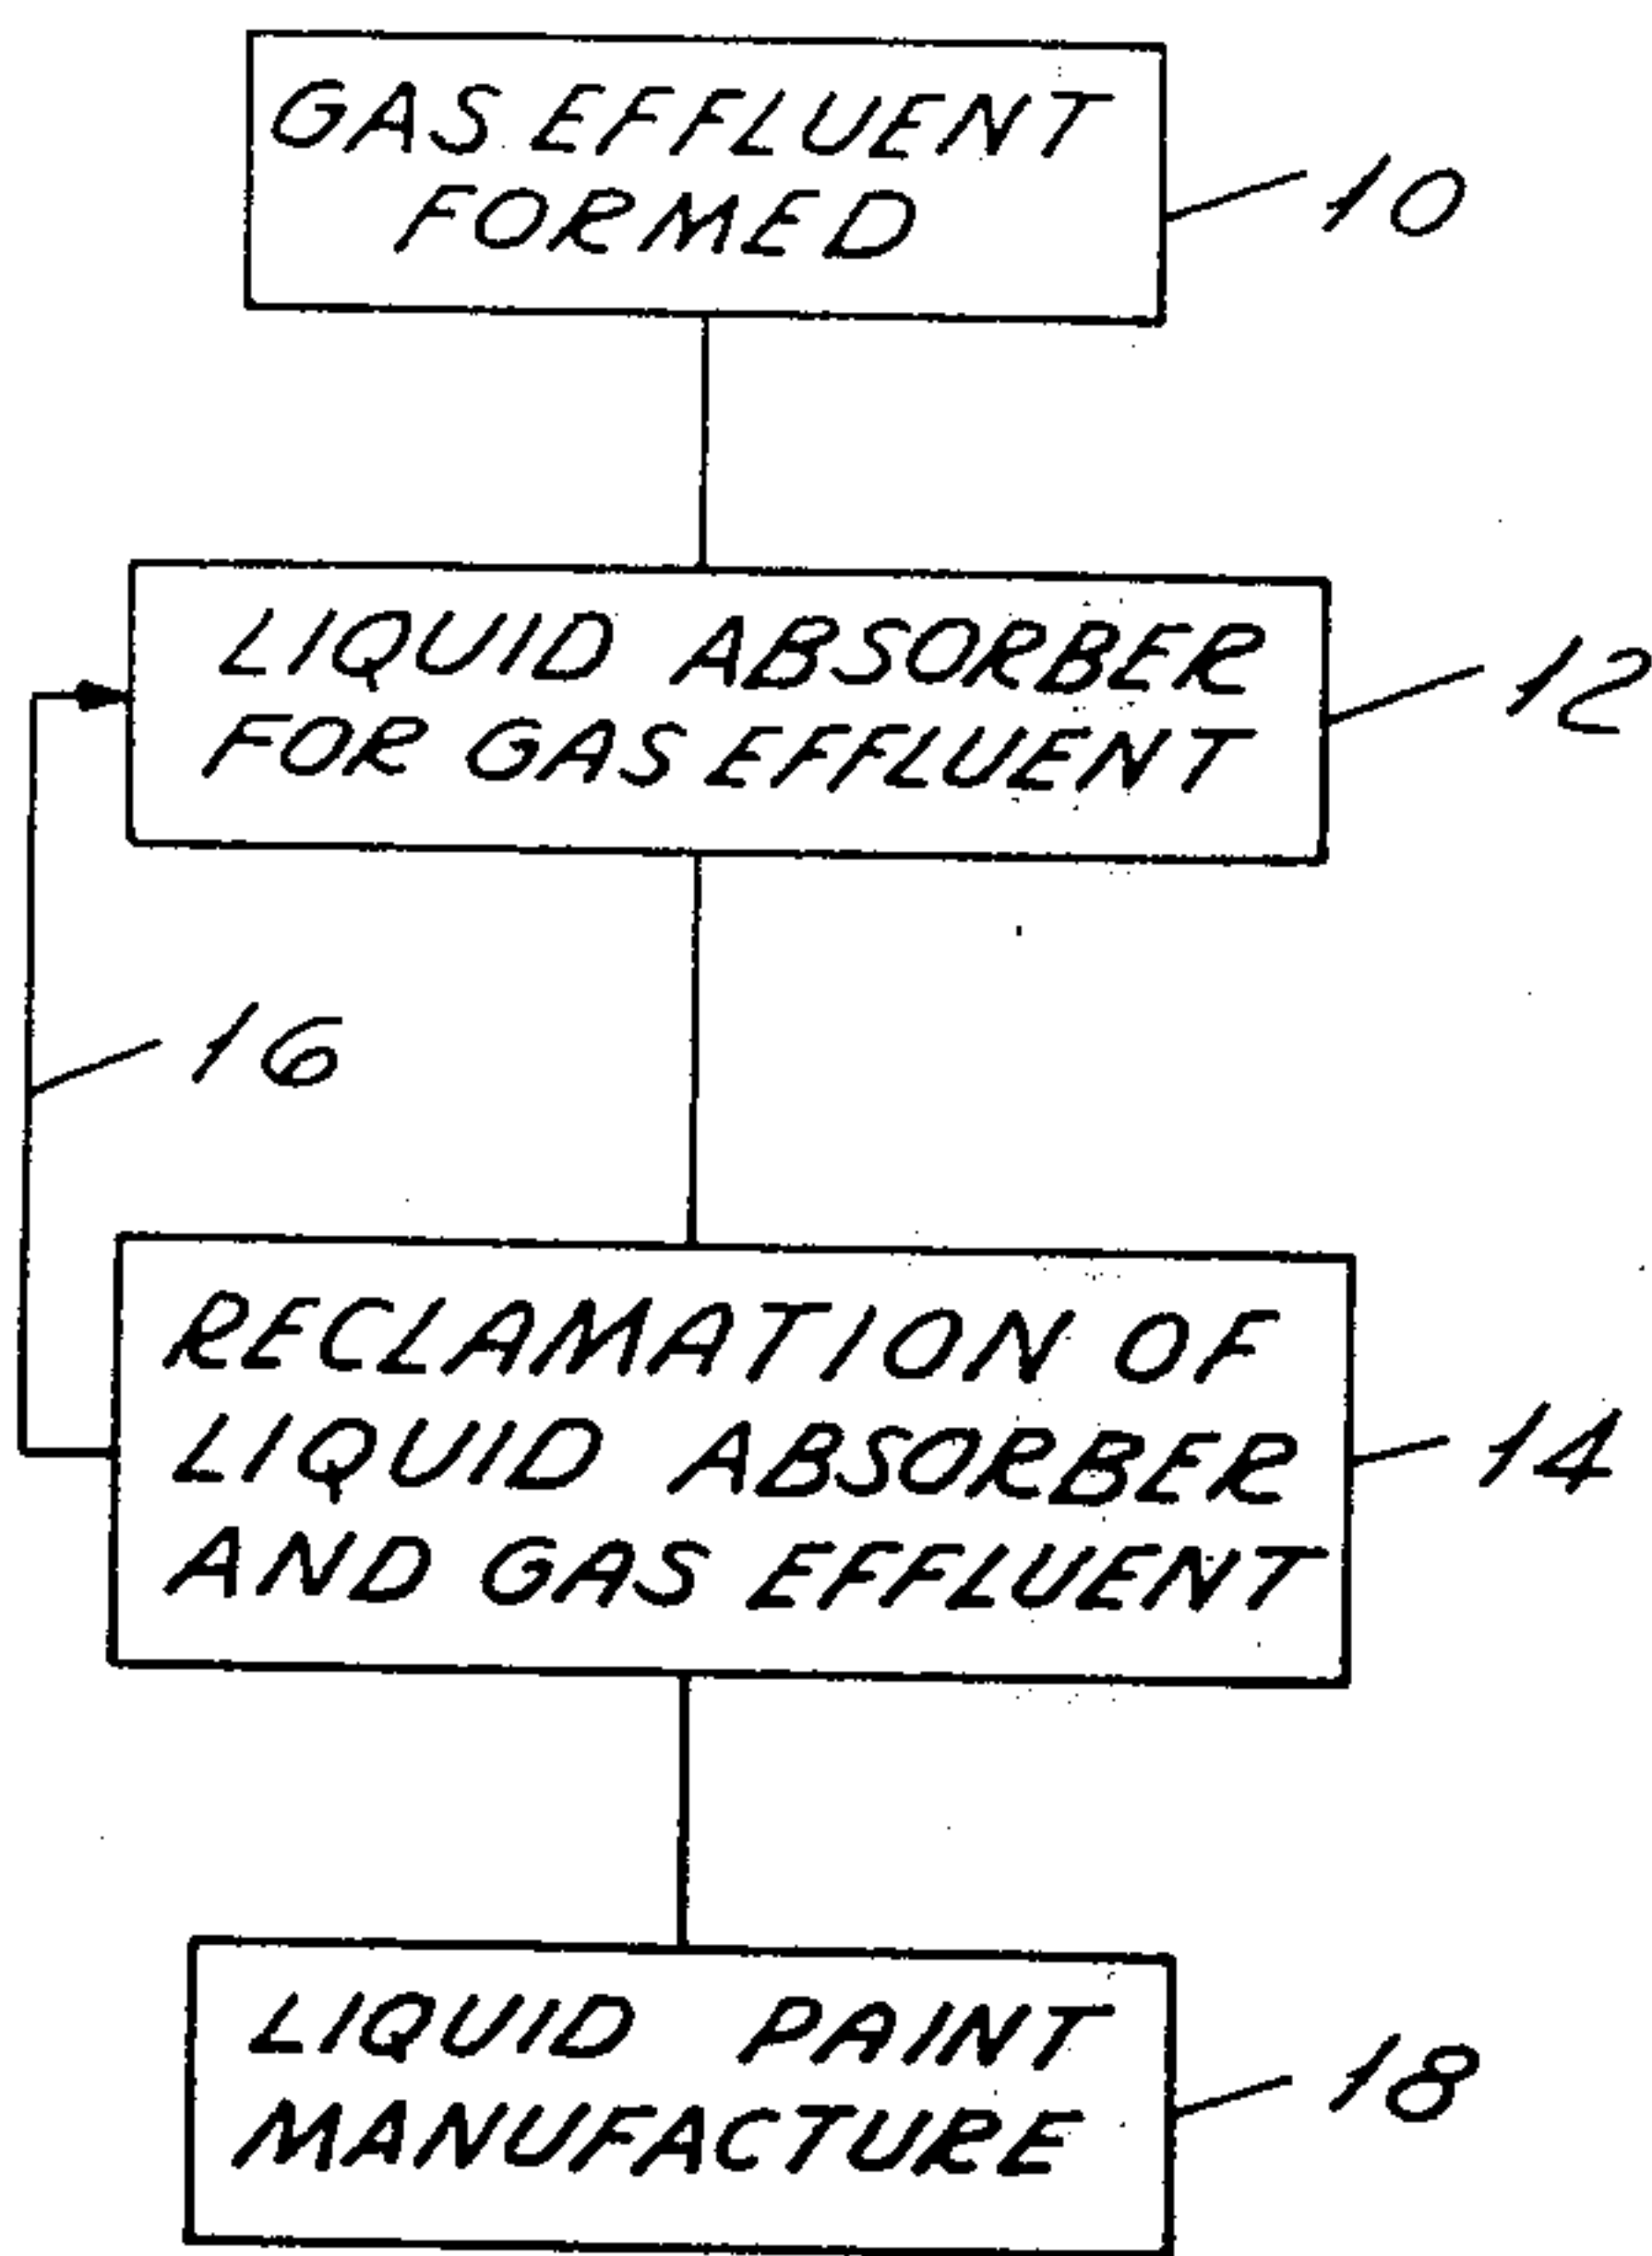 GAS EFFLUENT
FORMED
10
LIQUID ABSORBER
FOR GAS EFFLUENT
12
16
RECLAMATION OF
LIQUID ABSORBER
AND GAS EFFLUENT
14
LIQUID PAINT
MANUFACTURE
18